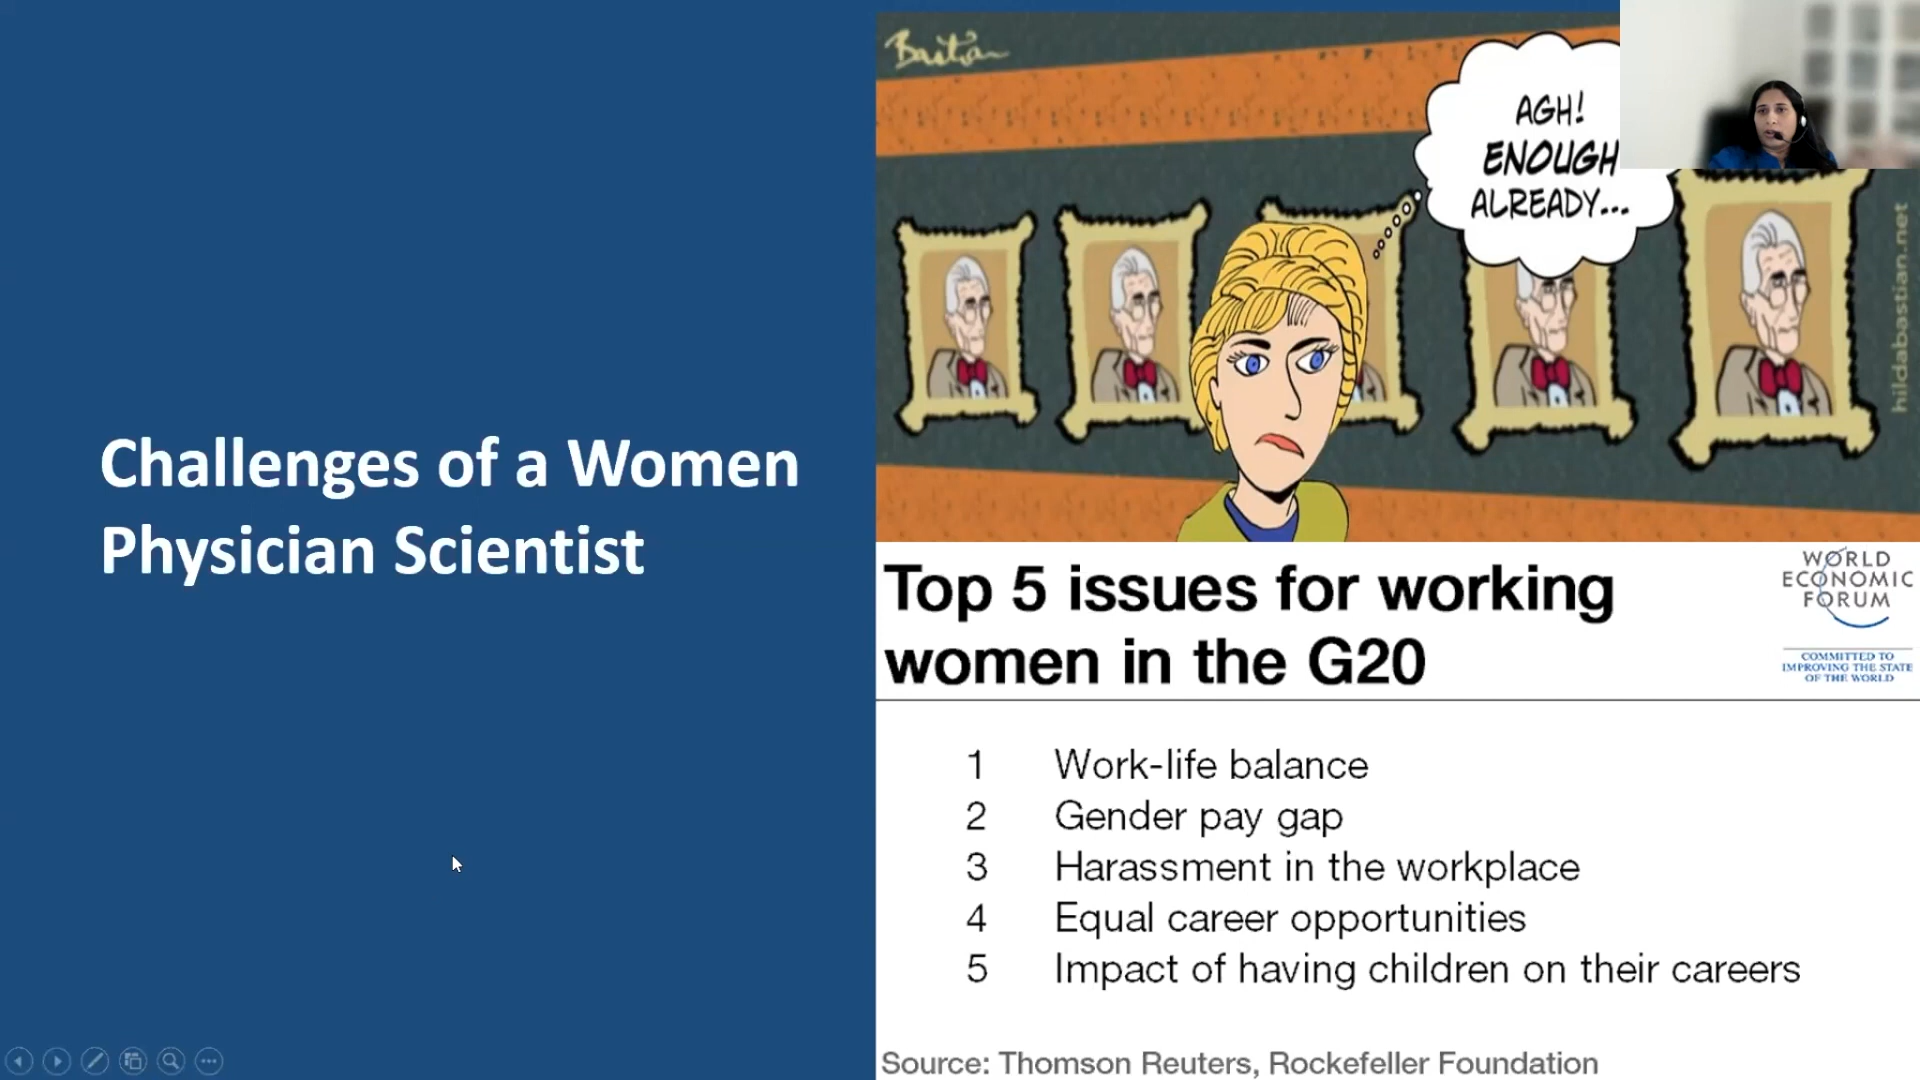 Challenges of a Women
Physician Scientist
Bastian
AGH!
ENOUGH
ALREADY...
hildabastian.net
Top 5 issues for working
women in the G20
WORLD
ECONOMIC
FORUM
COMMITTED TO
IMPROVING THE STATE
OF THE WORLD
1 Work-life balance
2 Gender pay gap
3 Harassment in the workplace
4 Equal career opportunities
5 Impact of having children on their careers
Source: Thomson Reuters, Rockefeller Foundation